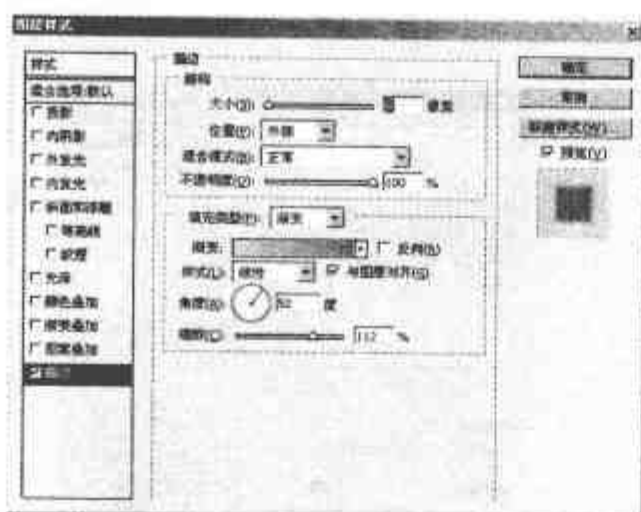 图层样式
样式
混合选项:默认
投影
内阴影
外发光
内发光
斜面和浮雕
等高线
纹理
光泽
颜色叠加
渐变叠加
图案叠加
描边
描边
结构
大小(S): 像素
位置(P): 外部
混合模式(B): 正常
不透明度(O): 100 %
填充类型(F): 渐变
渐变: 反向(R)
样式(L): 与图层对齐(G)
角度(A): 52 度
缩放(C): 112 %
确定
新建样式(W)...
预览(V)